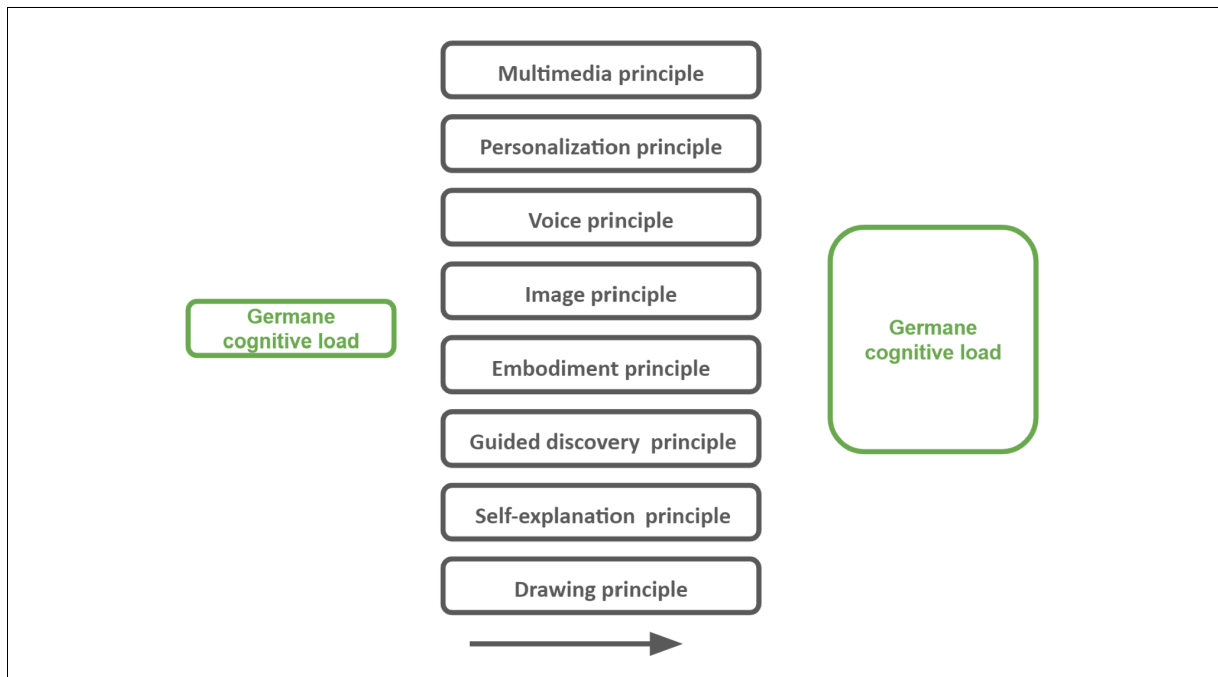 Multimedia principle
Personalization principle
Voice principle
Image principle
Germane
cognitive load
Embodiment principle
Guided discovery  principle
Self-explanation  principle
Drawing principle
Germane
cognitive load